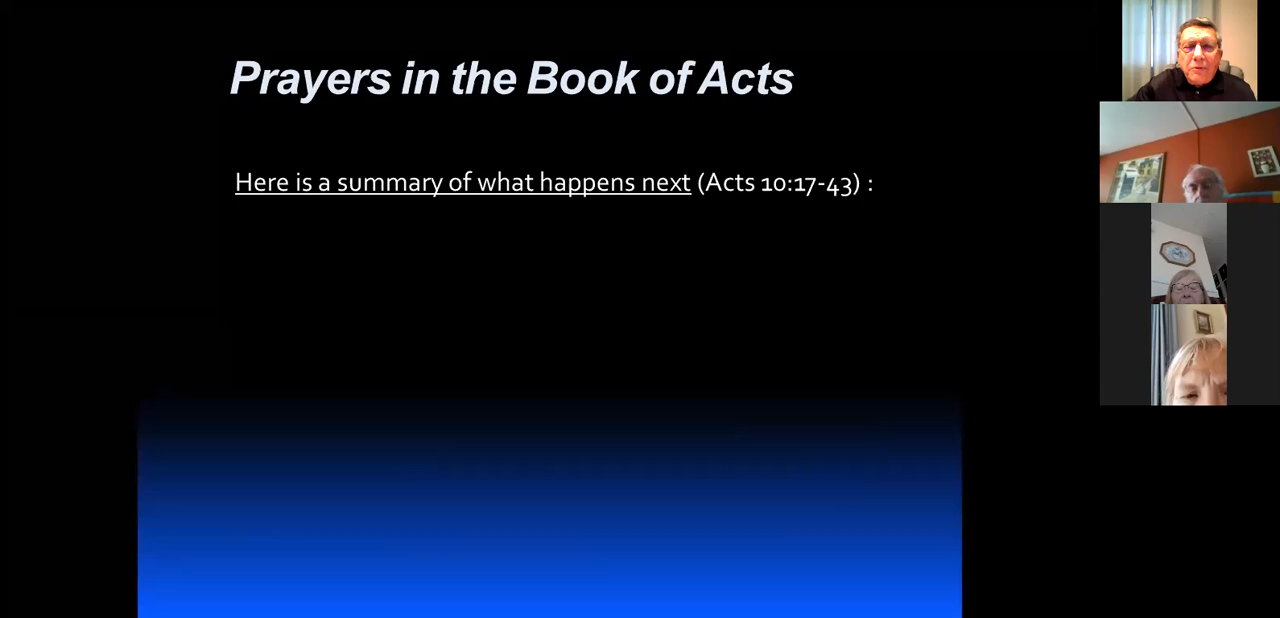 Prayers in the Book of Acts
Here is a summary of what happens next (Acts 10:17-43) :